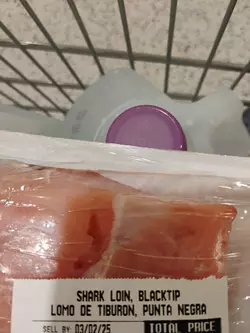 SHARK LOIN, BLACKTIP
LOMO DE TIBURON, PUNTA NEGRA
SELL BY: 03/02/25 TOTAL PRICE